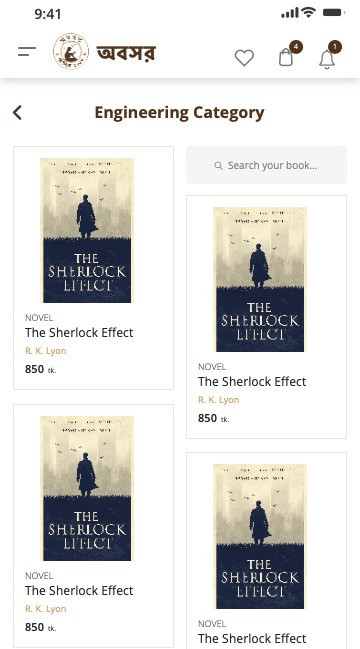 9:41
অবসর
4
1
Engineering Category
Search your book...
THE
SHERLOCK
EFFECT
NOVEL
The Sherlock Effect
R. K. Lyon
850 tk.
THE
SHERLOCK
EFFECT
NOVEL
The Sherlock Effect
R. K. Lyon
850 tk.
THE
SHERLOCK
EFFECT
NOVEL
The Sherlock Effect
R. K. Lyon
850 tk.
THE
SHERLOCK
EFFECT
NOVEL
The Sherlock Effect